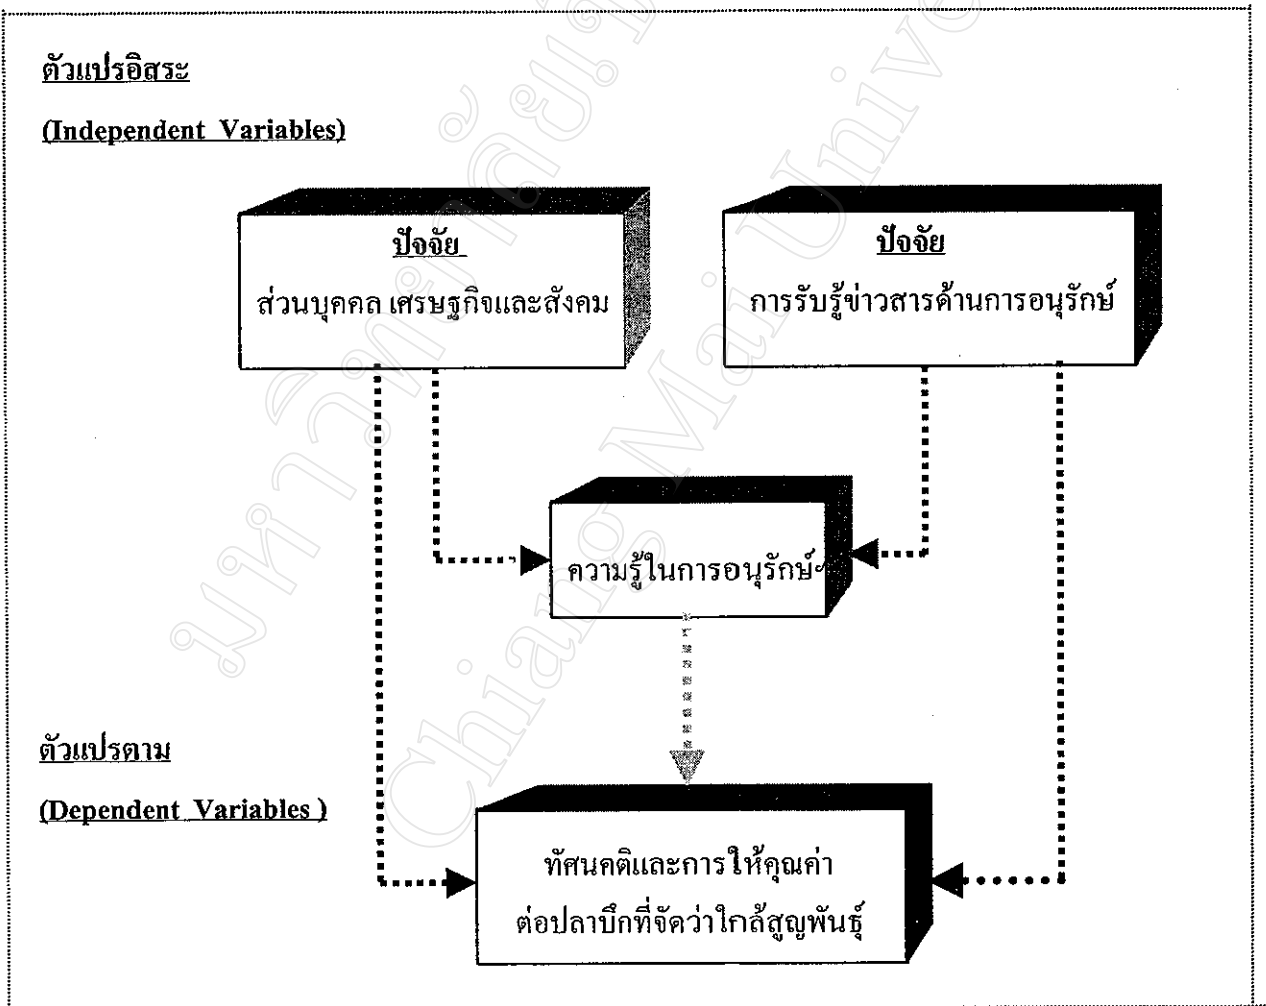 ตัวแปรอิสระ
(Independent Variables)
ปัจจัย
ส่วนบุคคล เศรษฐกิจและสังคม
ปัจจัย
การรับรู้ข่าวสารด้านการอนุรักษ์
ความรู้ในการอนุรักษ์ฯ
ตัวแปรตาม
(Dependent Variables )
ทัศนคติและการให้คุณค่า
ต่อปลาบึกที่จัดว่าใกล้สูญพันธุ์
Chiang Mai Unive